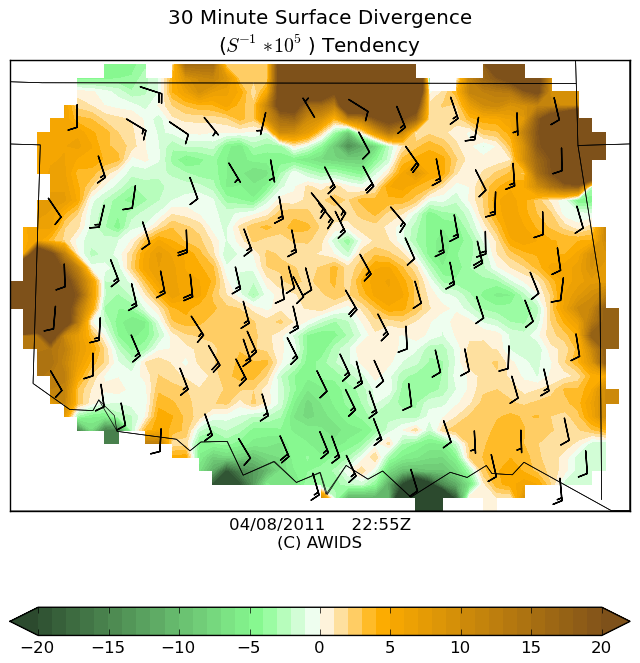 30 Minute Surface Divergence
(S⁻¹ * 10⁵ ) Tendency
04/08/2011 22:55Z
(C) AWIDS
−20 −15 −10 −5 0 5 10 15 20